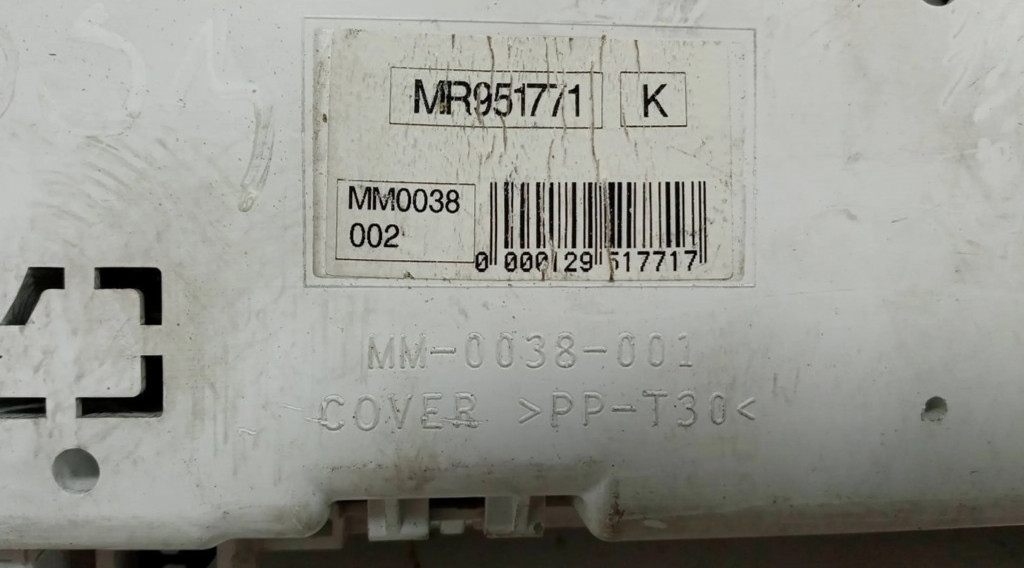 MR951771 K
MM0038
002
0 000129 517717
MM-0038-001
COVER >PP-T30<